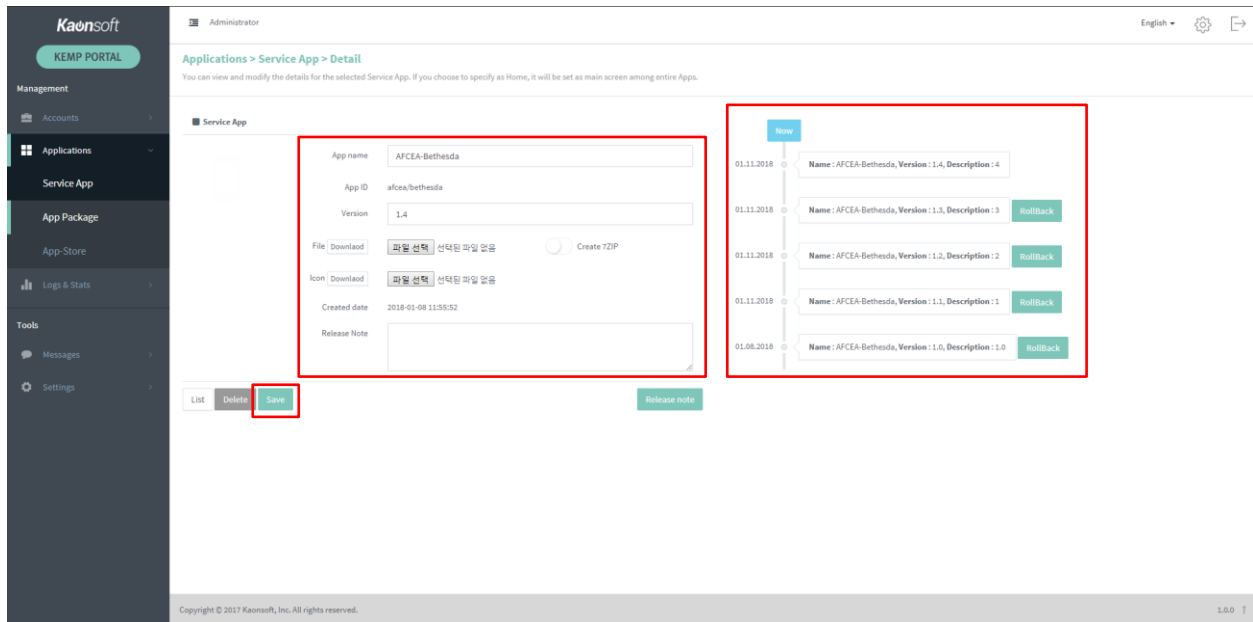 Kaonsoft
KEMP PORTAL
Management
Accounts
Applications
Service App
App Package
App-Store
Logs & Stats
Tools
Messages
Settings
Administrator
English
Applications > Service App > Detail
You can view and modify the details for the selected Service App. If you choose to specify as Home, it will be set as main screen among entire Apps.
Service App
App name AFCEA-Bethesda
App ID afcea/bethesda
Version 1.4
File Downlaod 파일 선택 선택된 파일 없음 Create 7ZIP
Icon Downlaod 파일 선택 선택된 파일 없음
Created date 2018-01-08 11:55:52
Release Note
List Delete Save Release note
Now
01.11.2018 Name : AFCEA-Bethesda, Version : 1.4, Description : 4
01.11.2018 Name : AFCEA-Bethesda, Version : 1.3, Description : 3 RollBack
01.11.2018 Name : AFCEA-Bethesda, Version : 1.2, Description : 2 RollBack
01.11.2018 Name : AFCEA-Bethesda, Version : 1.1, Description : 1 RollBack
01.08.2018 Name : AFCEA-Bethesda, Version : 1.0, Description : 1.0 RollBack
Copyright © 2017 Kaonsoft, Inc. All rights reserved. 1.0.0